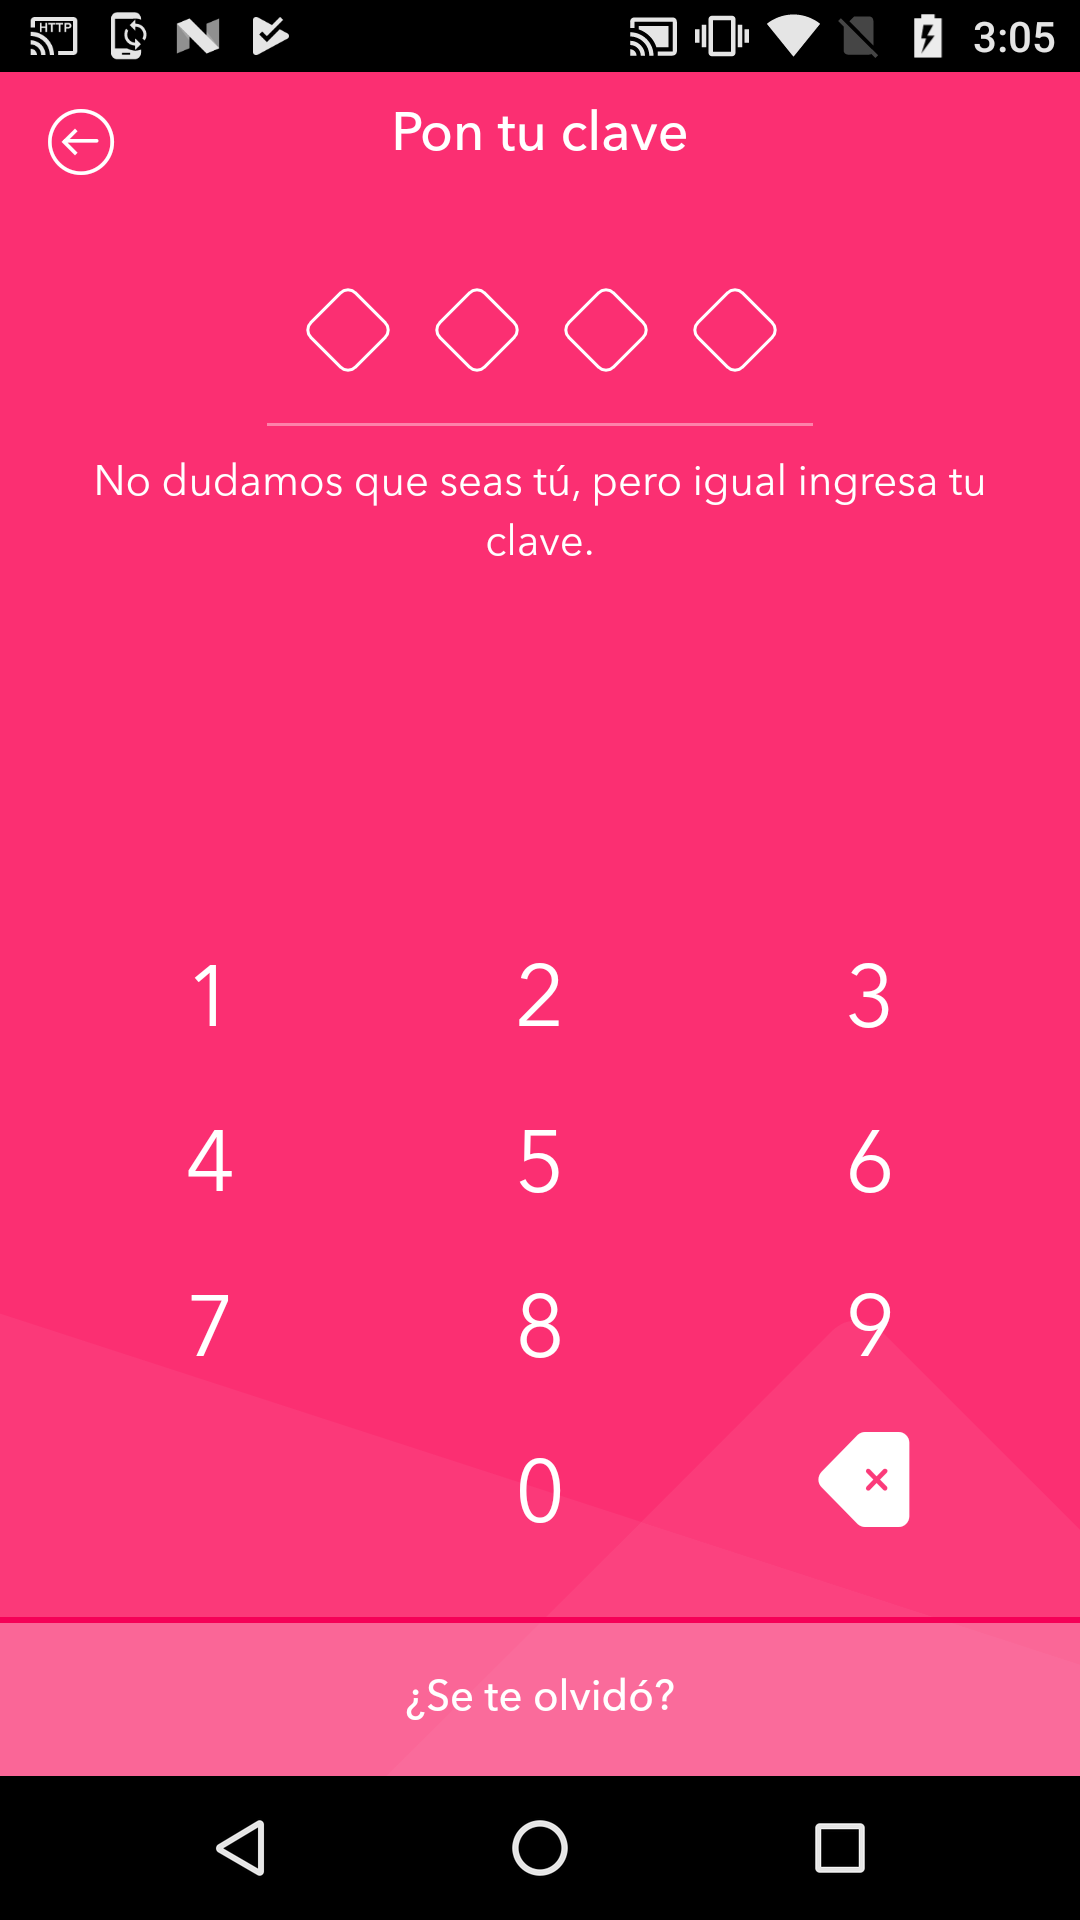 HTTP
3:05
Pon tu clave
No dudamos que seas tú, pero igual ingresa tu
clave.
1 2 3
4 5 6
7 8 9
0
¿Se te olvidó?